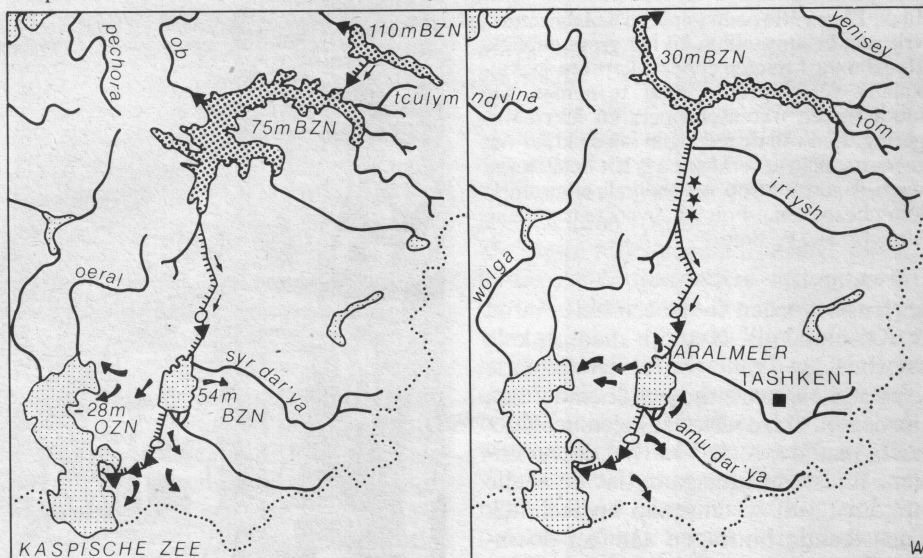 pechora
ob
110mBZN
tculym
75mBZN
oeral
syr dar ya
54m
BZN
-28m
OZN
KASPISCHE ZEE
yenisey
30mBZN
dvina
tom
Irtysh
wolga
ARALMEER
TASHKENT
amu dar ya